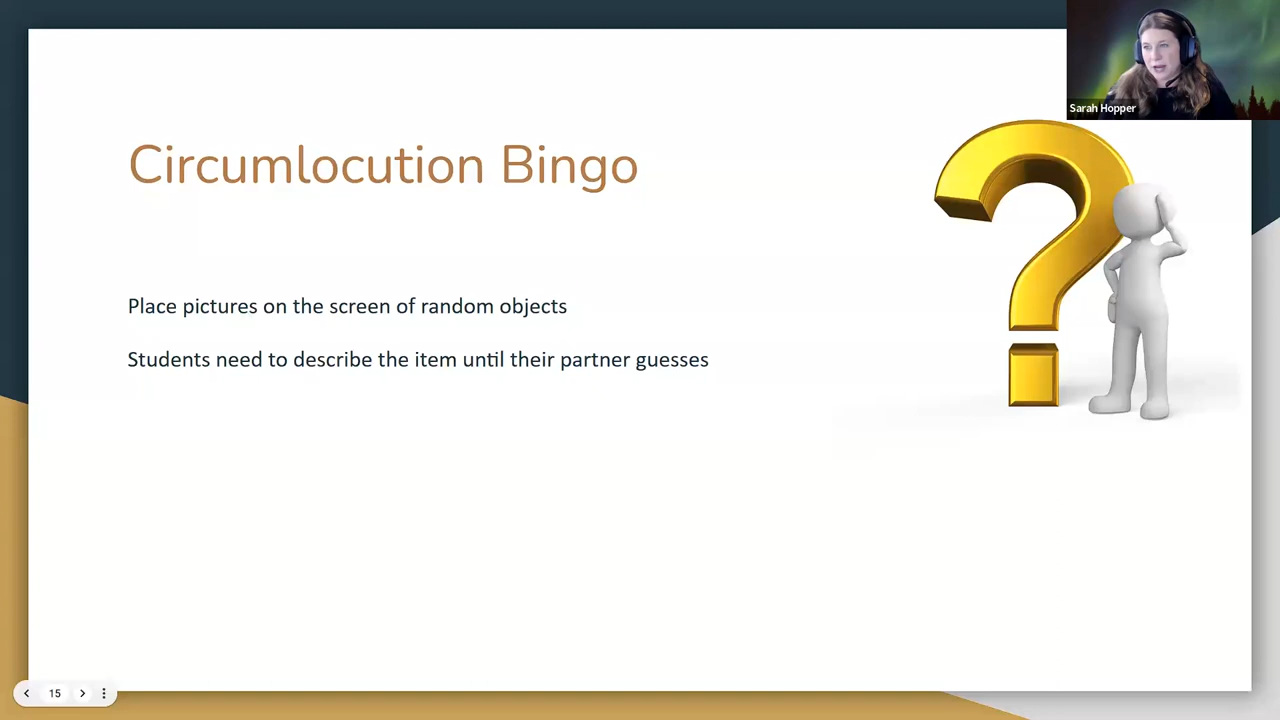 Sarah Hopper
Circumlocution Bingo
Place pictures on the screen of random objects
Students need to describe the item until their partner guesses
15